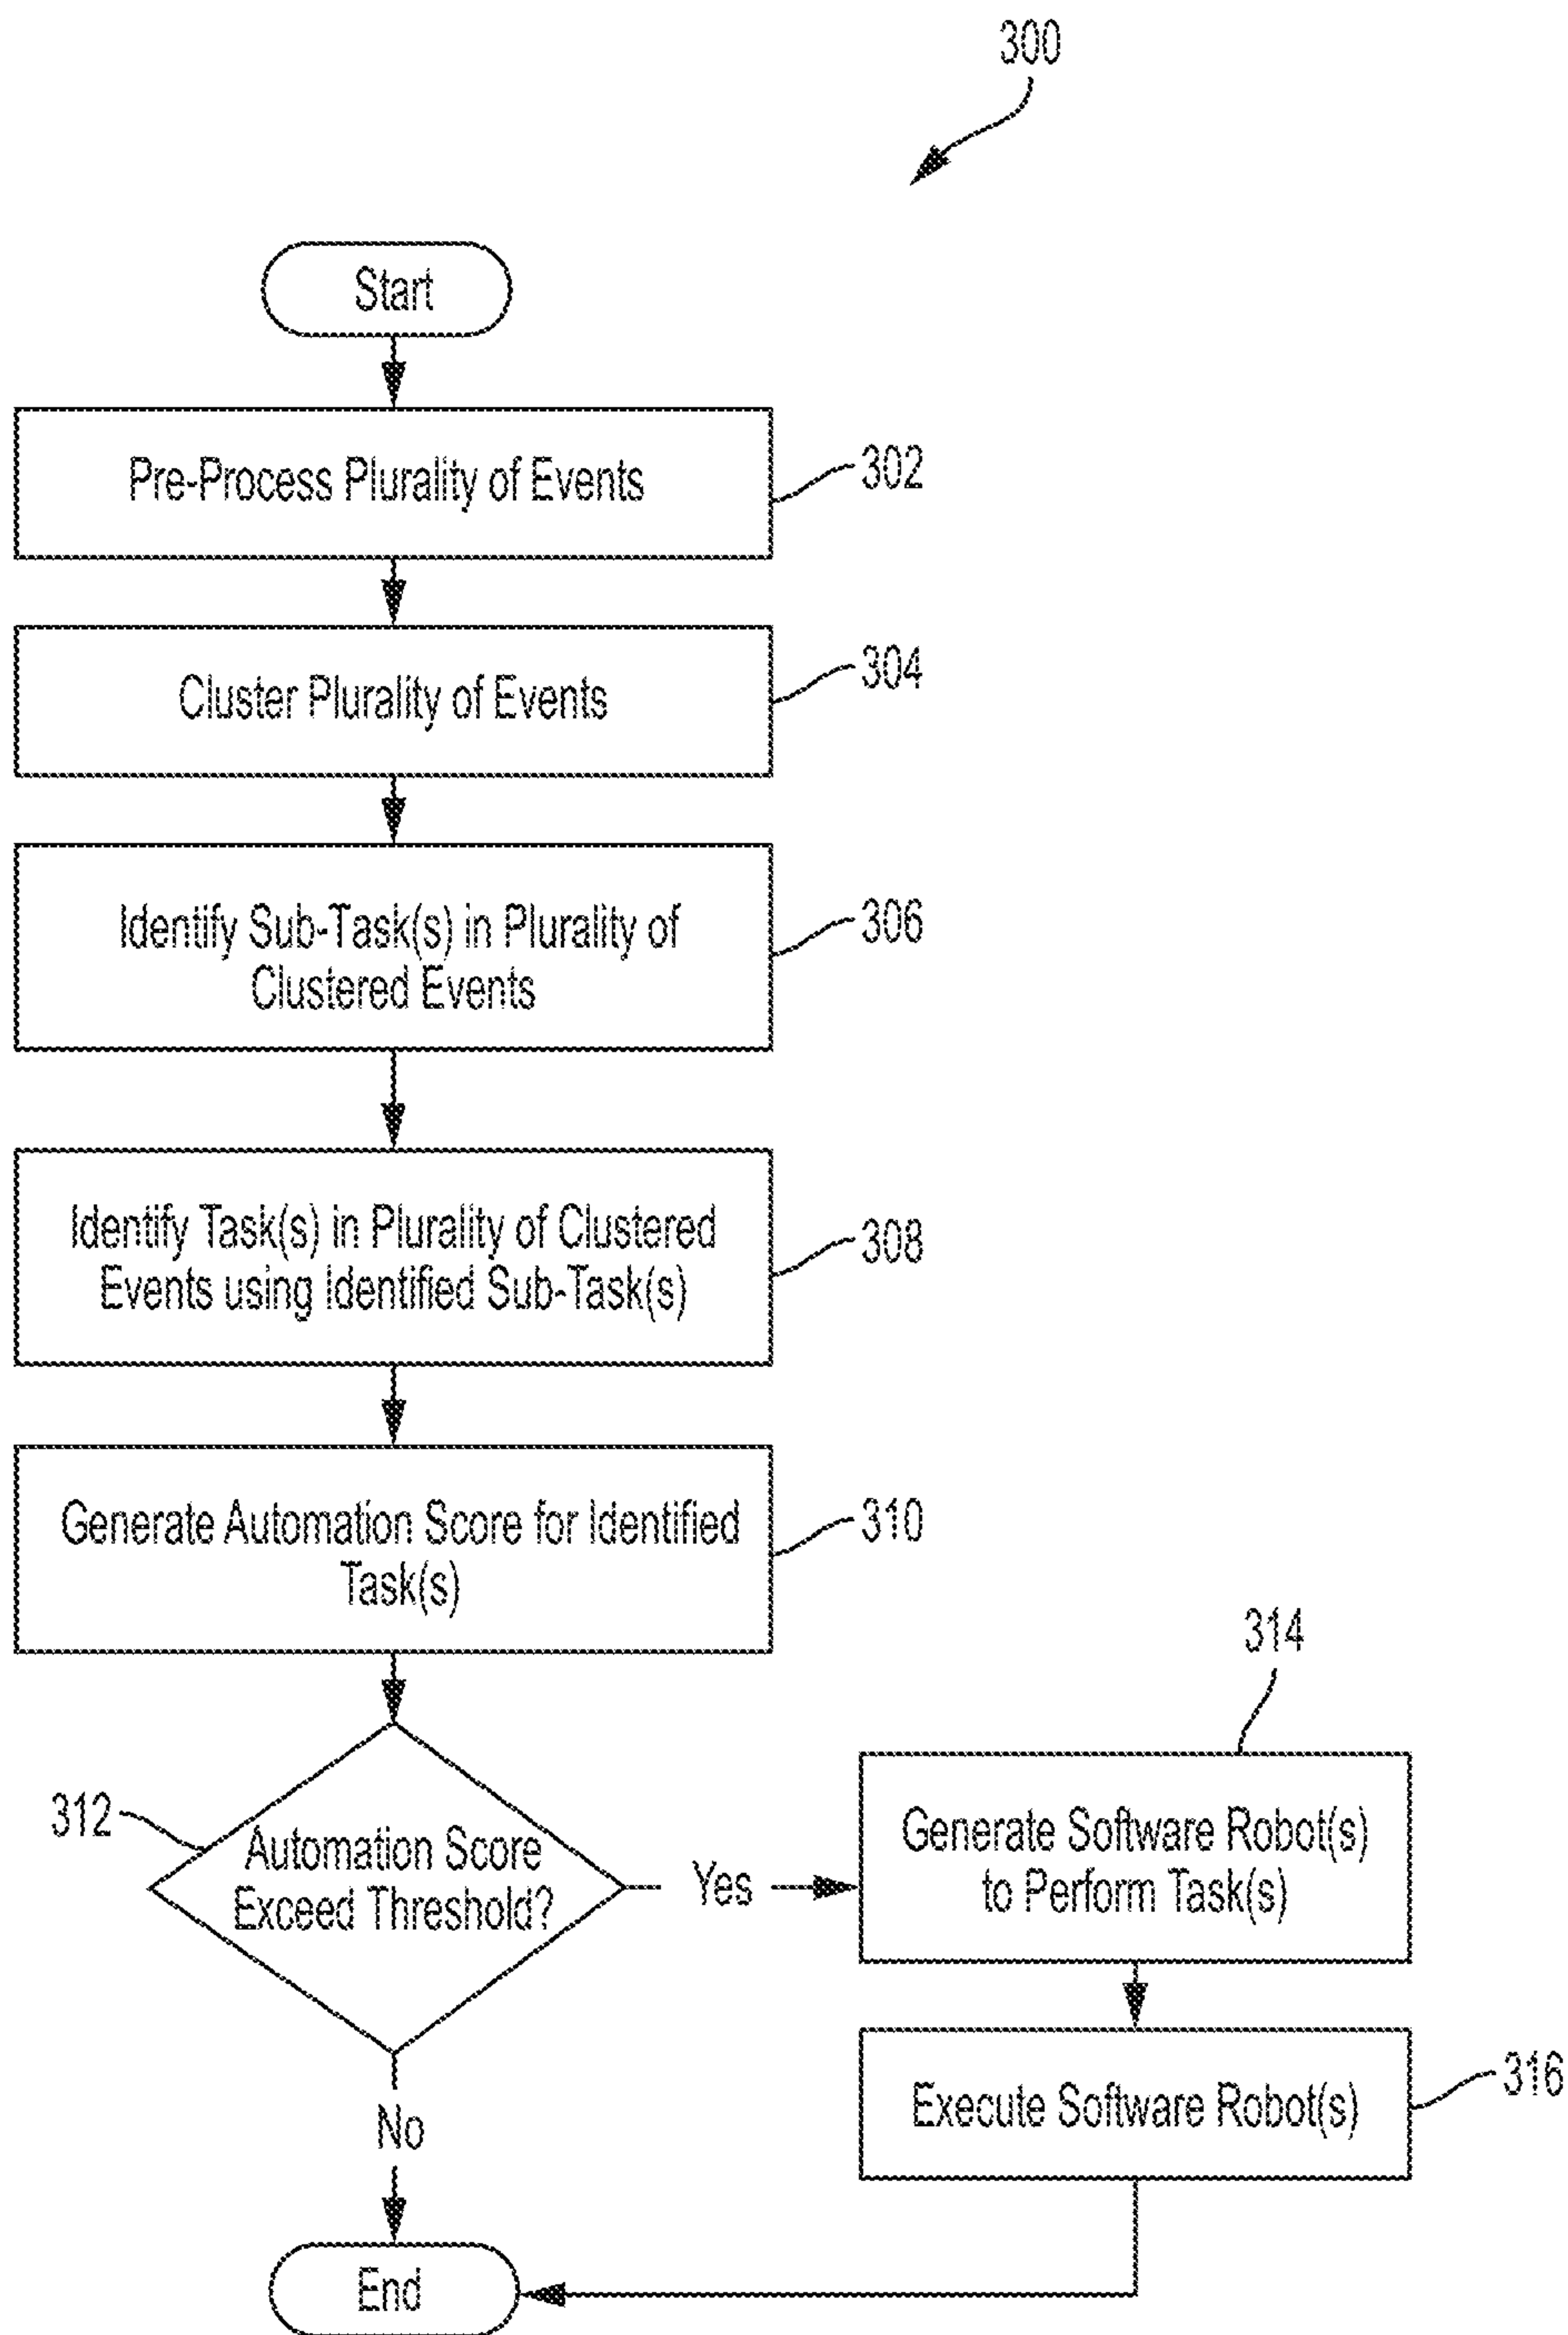 300
Start
Pre-Process Plurality of Events
302
Cluster Plurality of Events
304
Identify Sub-Task(s) in Plurality of
Clustered Events
306
Identify Task(s) in Plurality of Clustered
Events using Identified Sub-Task(s)
308
Generate Automation Score for Identified
Task(s)
310
312
Automation Score
Exceed Threshold?
Yes
314
Generate Software Robot(s)
to Perform Task(s)
Execute Software Robot(s)
316
No
End